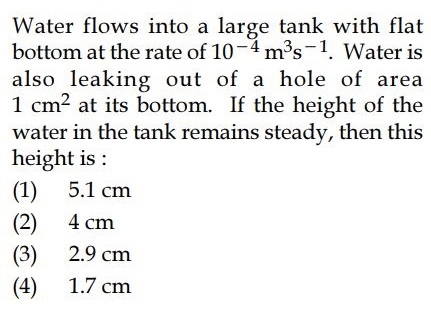 Water flows into a large tank with flat
bottom at the rate of 10⁻⁴ m³s⁻¹. Water is
also leaking out of a hole of area
1 cm² at its bottom. If the height of the
water in the tank remains steady, then this
height is :
(1) 5.1 cm
(2) 4 cm
(3) 2.9 cm
(4) 1.7 cm